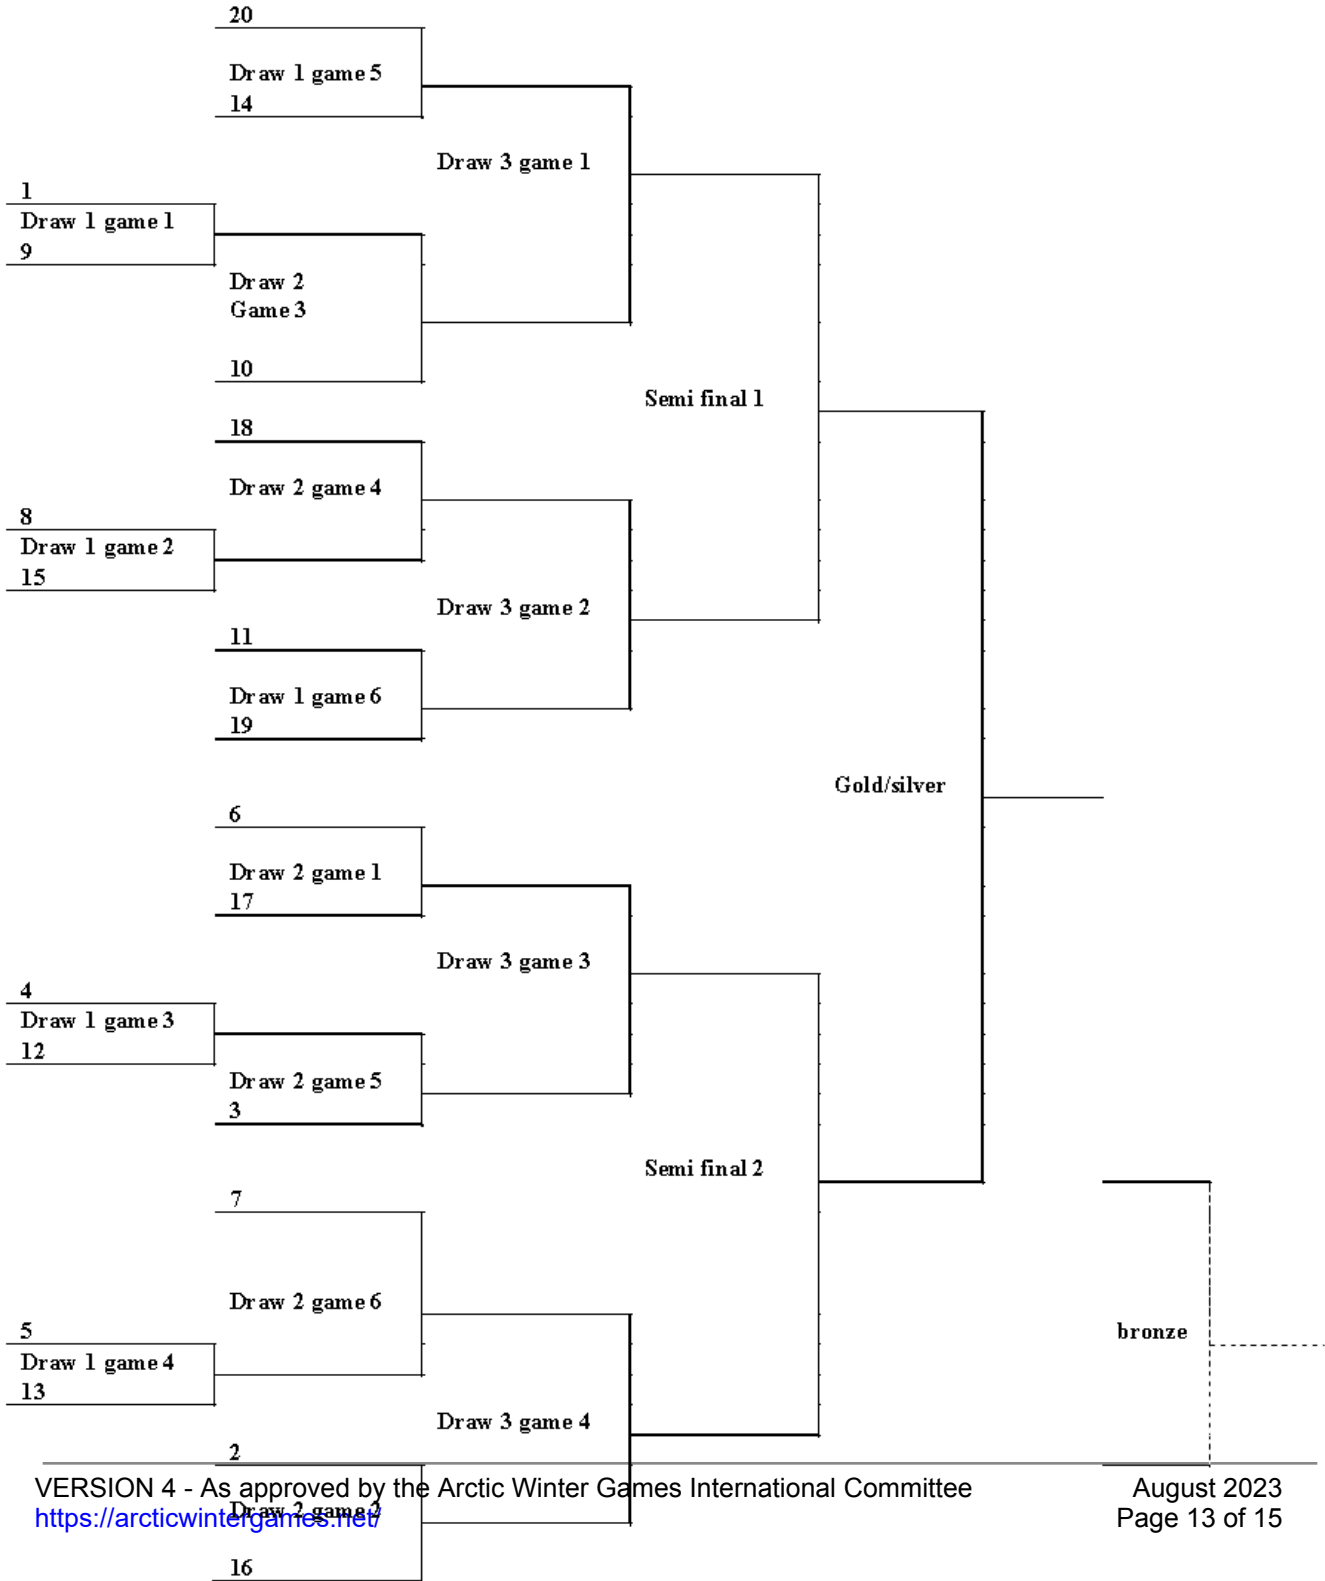 20
Draw 1 game 5
14
Draw 3 game 1
1
Draw 1 game 1
9
Draw 2
Game 3
10
Semi final 1
18
Draw 2 game 4
8
Draw 1 game 2
15
Draw 3 game 2
11
Draw 1 game 6
19
Gold/silver
6
Draw 2 game 1
17
Draw 3 game 3
4
Draw 1 game 3
12
Draw 2 game 5
3
Semi final 2
7
Draw 2 game 6
bronze
5
Draw 1 game 4
13
Draw 3 game 4
2
VERSION 4 - As approved by the Arctic Winter Games International Committee August 2023
Draw 2 game 2
https://arcticwintergames.net/ Page 13 of 15
16